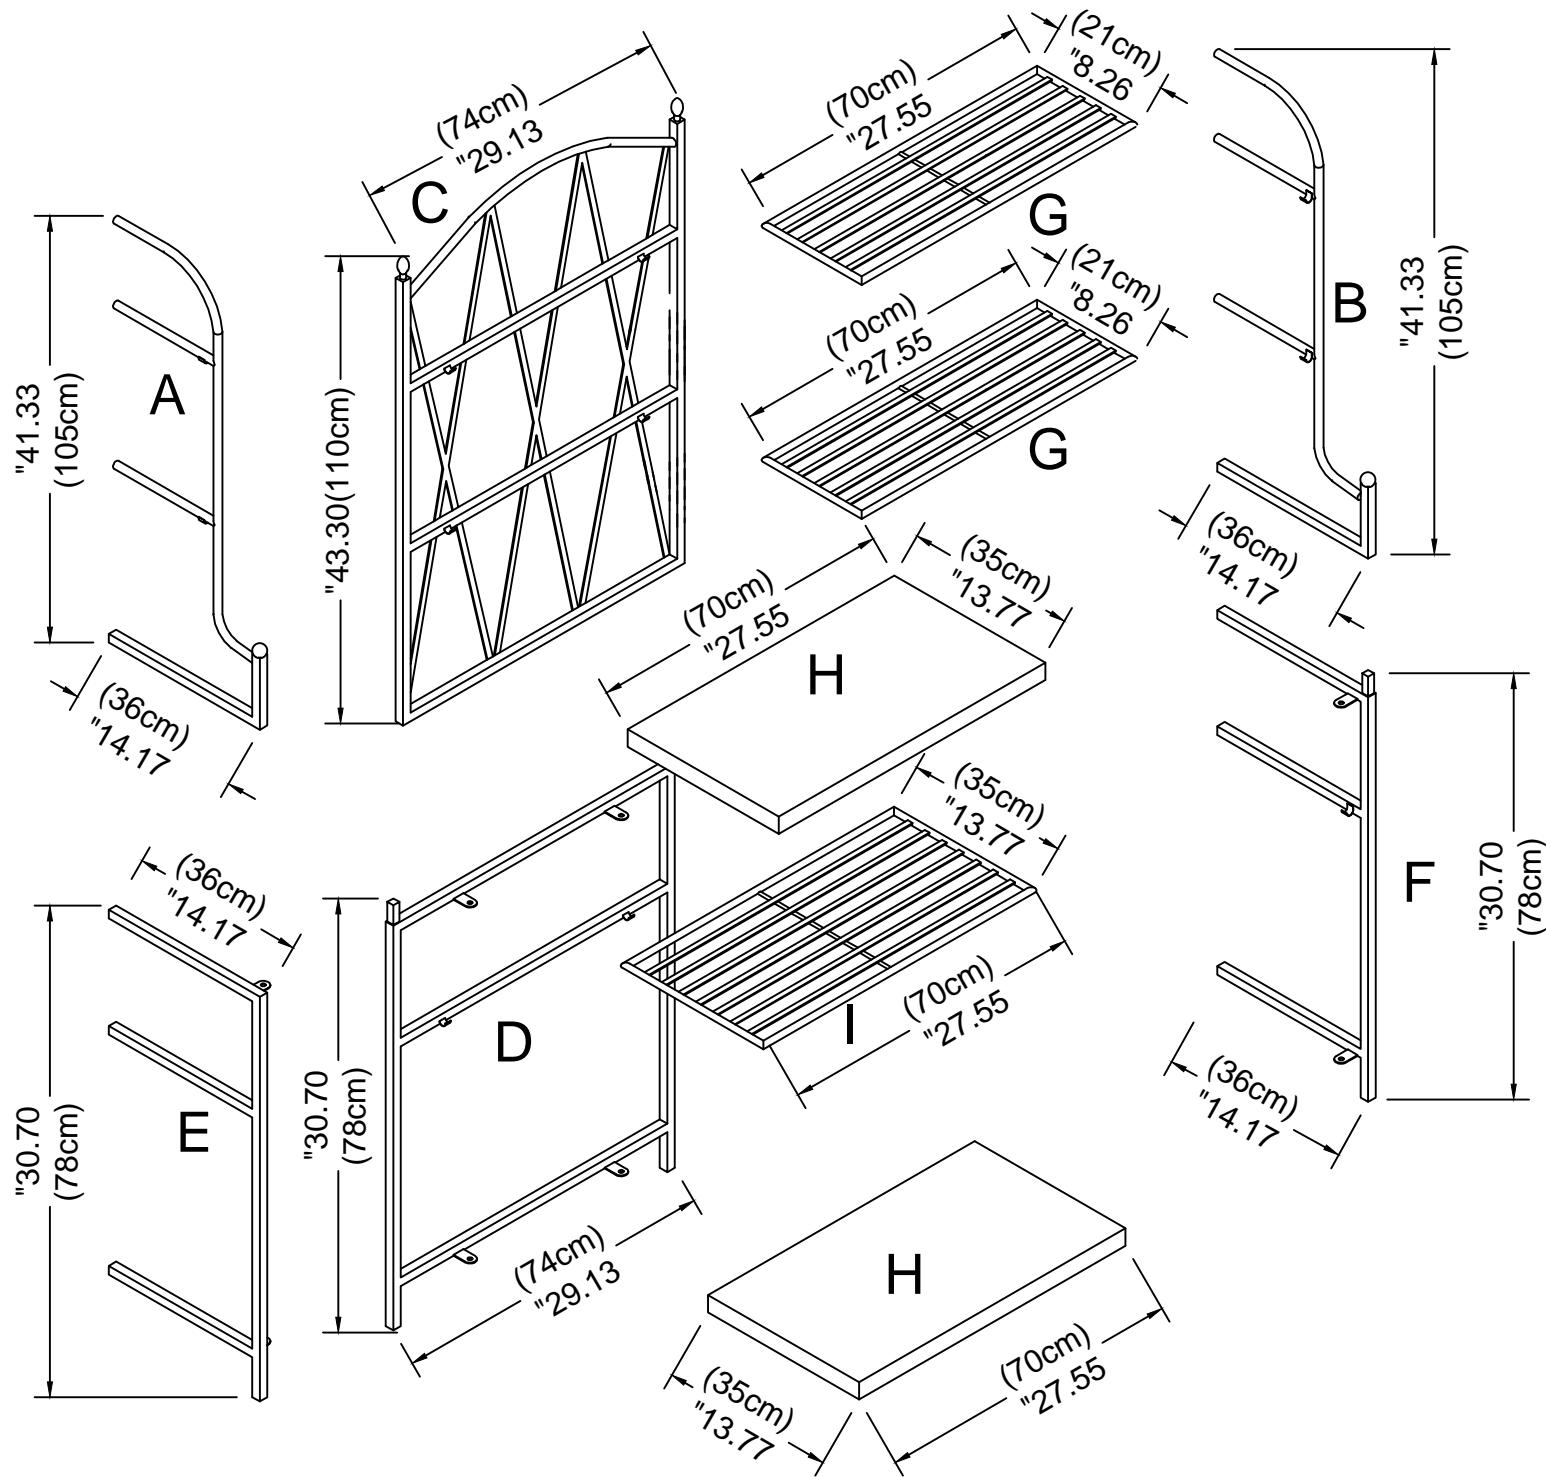 (74cm)
"29.13
C
(70cm)
"27.55
(21cm)
"8.26
G
"41.33
(105cm)
A
"43.30(110cm)
(70cm)
"27.55
(21cm)
"8.26
G
B
"41.33
(105cm)
(36cm)
"14.17
(36cm)
"14.17
(70cm)
"27.55
(35cm)
"13.77
H
(35cm)
"13.77
(36cm)
"14.17
E
"30.70
(78cm)
D
"30.70
(78cm)
I
(70cm)
"27.55
F
"30.70
(78cm)
(36cm)
"14.17
(74cm)
"29.13
H
(35cm)
"13.77
(70cm)
"27.55